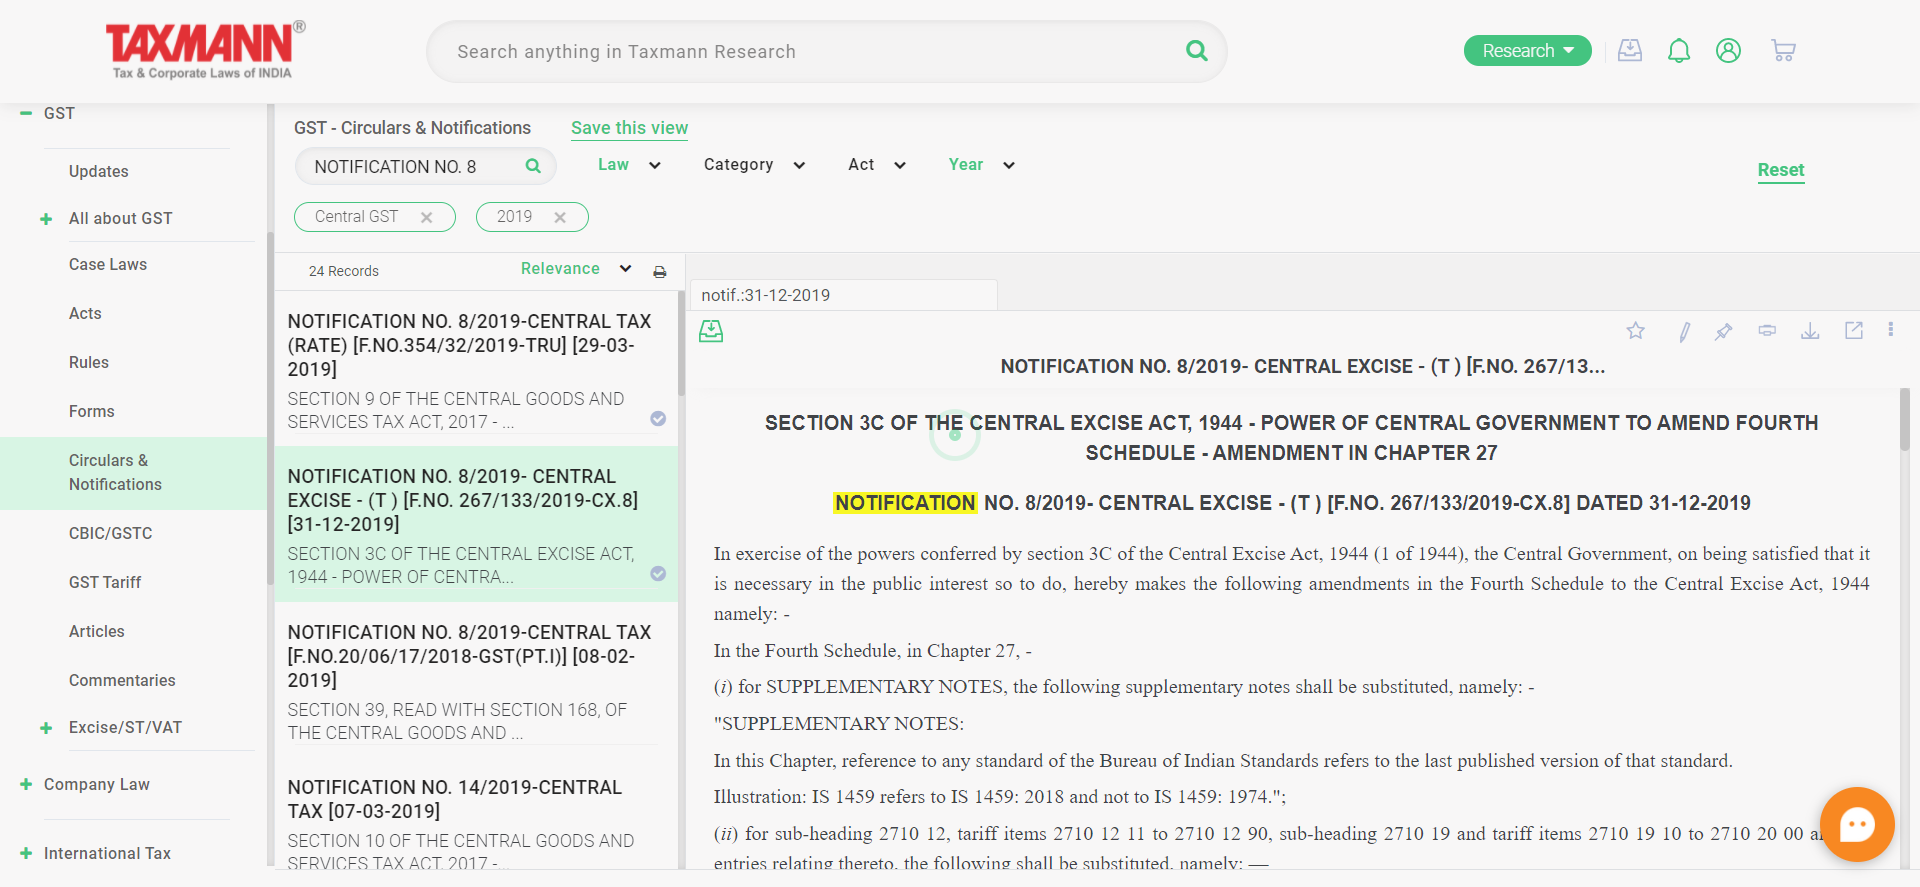 TAXMANN®
Tax & Corporate Laws of INDIA
Search anything in Taxmann Research
Research
GST
Updates
All about GST
Case Laws
Acts
Rules
Forms
Circulars &
Notifications
CBIC/GSTC
GST Tariff
Articles
Commentaries
Excise/ST/VAT
Company Law
International Tax
GST - Circulars & Notifications
Save this view
NOTIFICATION NO. 8
Law
Category
Act
Year
Reset
Central GST
2019
24 Records
Relevance
NOTIFICATION NO. 8/2019-CENTRAL TAX
(RATE) [F.NO.354/32/2019-TRU] [29-03-
2019]
SECTION 9 OF THE CENTRAL GOODS AND
SERVICES TAX ACT, 2017 - ...
NOTIFICATION NO. 8/2019- CENTRAL
EXCISE - (T ) [F.NO. 267/133/2019-CX.8]
[31-12-2019]
SECTION 3C OF THE CENTRAL EXCISE ACT,
1944 - POWER OF CENTRA...
NOTIFICATION NO. 8/2019-CENTRAL TAX
[F.NO.20/06/17/2018-GST(PT.I)] [08-02-
2019]
SECTION 39, READ WITH SECTION 168, OF
THE CENTRAL GOODS AND ...
NOTIFICATION NO. 14/2019-CENTRAL
TAX [07-03-2019]
SECTION 10 OF THE CENTRAL GOODS AND
SERVICES TAX ACT, 2017 -...
notif.:31-12-2019
NOTIFICATION NO. 8/2019- CENTRAL EXCISE - (T ) [F.NO. 267/13...
SECTION 3C OF THE CENTRAL EXCISE ACT, 1944 - POWER OF CENTRAL GOVERNMENT TO AMEND FOURTH
SCHEDULE - AMENDMENT IN CHAPTER 27
NOTIFICATION NO. 8/2019- CENTRAL EXCISE - (T ) [F.NO. 267/133/2019-CX.8] DATED 31-12-2019
In exercise of the powers conferred by section 3C of the Central Excise Act, 1944 (1 of 1944), the Central Government, on being satisfied that it
is necessary in the public interest so to do, hereby makes the following amendments in the Fourth Schedule to the Central Excise Act, 1944
namely: -
In the Fourth Schedule, in Chapter 27, -
(i) for SUPPLEMENTARY NOTES, the following supplementary notes shall be substituted, namely: -
"SUPPLEMENTARY NOTES:
In this Chapter, reference to any standard of the Bureau of Indian Standards refers to the last published version of that standard.
Illustration: IS 1459 refers to IS 1459: 2018 and not to IS 1459: 1974.";
(ii) for sub-heading 2710 12, tariff items 2710 12 11 to 2710 12 90, sub-heading 2710 19 and tariff items 2710 19 10 to 2710 20 00
entries relating thereto, the following shall be substituted, namely: —